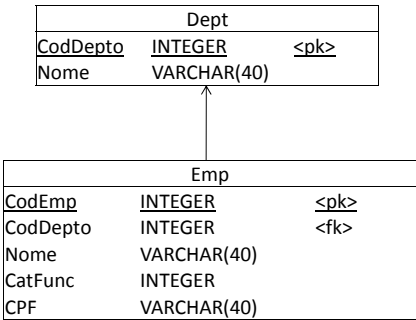 Dept
CodDepto INTEGER <pk>
Nome VARCHAR(40)
Emp
CodEmp INTEGER <pk>
CodDepto INTEGER <fk>
Nome VARCHAR(40)
CatFunc INTEGER
CPF VARCHAR(40)